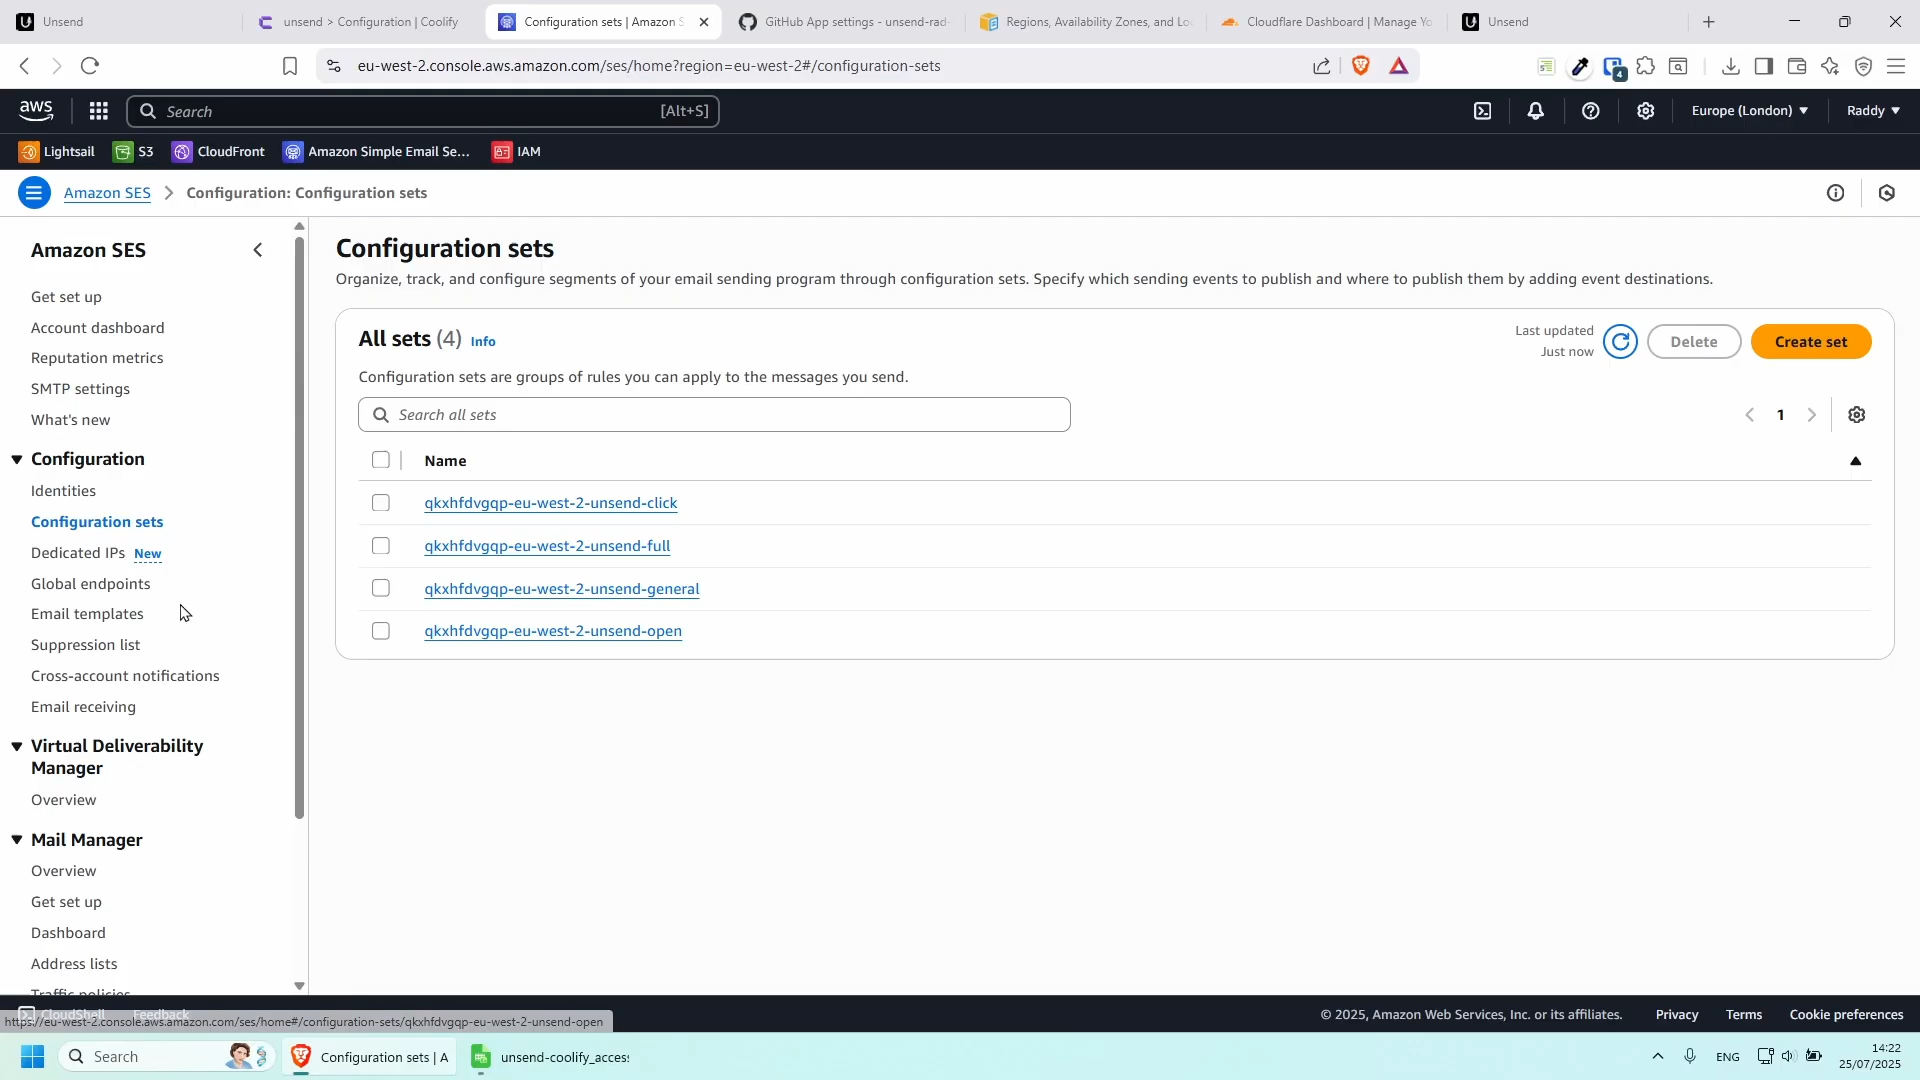 Unsend
unsend > Configuration | Coolify
Configuration sets | Amazon S
GitHub App settings - unsend-rad
Regions, Availability Zones, and Lo
Cloudflare Dashboard | Manage Yo
Unsend
eu-west-2.console.aws.amazon.com/ses/home?region=eu-west-2#/configuration-sets
4
aws
Search
[Alt+S]
Europe (London)
Raddy
Lightsail
S3
CloudFront
Amazon Simple Email Se...
IAM
Amazon SES
Configuration: Configuration sets
Amazon SES
Get set up
Account dashboard
Reputation metrics
SMTP settings
What's new
Configuration
Identities
Configuration sets
Dedicated IPs New
Global endpoints
Email templates
Suppression list
Cross-account notifications
Email receiving
Virtual Deliverability
Manager
Overview
Mail Manager
Overview
Get set up
Dashboard
Address lists
Traffic policies
Configuration sets
Organize, track, and configure segments of your email sending program through configuration sets. Specify which sending events to publish and where to publish them by adding event destinations.
All sets (4) Info
Last updated
Just now
Delete
Create set
Configuration sets are groups of rules you can apply to the messages you send.
Search all sets
1
Name
qkxhfdvgqp-eu-west-2-unsend-click
qkxhfdvgqp-eu-west-2-unsend-full
qkxhfdvgqp-eu-west-2-unsend-general
qkxhfdvgqp-eu-west-2-unsend-open
CloudShell
Feedback
https://eu-west-2.console.aws.amazon.com/ses/home#/configuration-sets/qkxhfdvgqp-eu-west-2-unsend-open
© 2025, Amazon Web Services, Inc. or its affiliates.
Privacy
Terms
Cookie preferences
Search
Configuration sets | A
unsend-coolify_access
ENG
14:22
25/07/2025